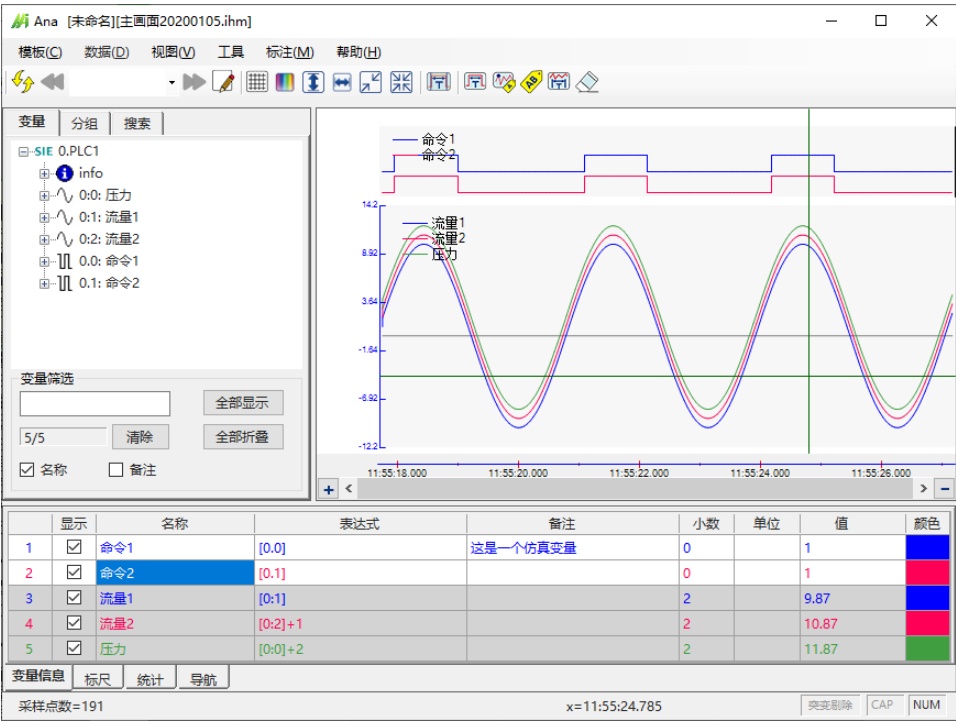 Ana [未命名][主画面20200105.ihm]
模板(C) 数据(D) 视图(V) 工具 标注(M) 帮助(H)
变量 分组 搜索
SIE 0.PLC1
info
0:0: 压力
0:1: 流量1
0:2: 流量2
0.0: 命令1
0.1: 命令2
变量筛选
全部显示
5/5 清除 全部折叠
名称 备注
命令1
命令2
14.2
流量1
流量2
压力
8.92
3.64
-1.64
-6.92
-12.2
11:55:18.000 11:55:20.000 11:55:22.000 11:55:24.000 11:55:26.000
显示 名称 表达式 备注 小数 单位 值 颜色
1 命令1 [0.0] 这是一个仿真变量 0 1
2 命令2 [0.1] 0 1
3 流量1 [0:1] 2 9.87
4 流量2 [0:2]+1 2 10.87
5 压力 [0:0]+2 2 11.87
变量信息 标尺 统计 导航
采样点数=191 x=11:55:24.785 突变剔除 CAP NUM